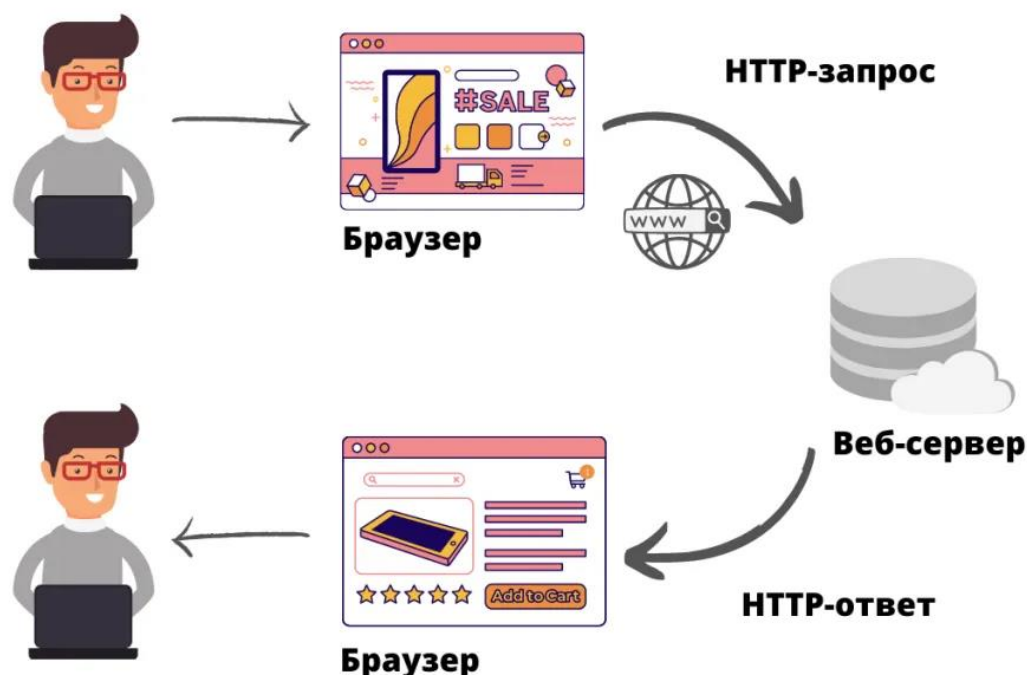 #SALE
HTTP-запрос
www
Браузер
Веб-сервер
Add to Cart
HTTP-ответ
Браузер